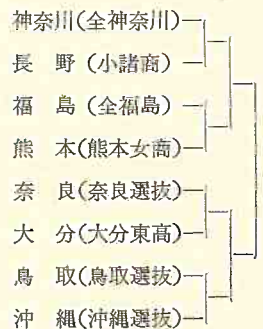 神奈川(全神奈川)
長 野(小諸商)
福 島(全福島)
熊 本(熊本女商)
奈 良(奈良選抜)
大 分(大分東高)
鳥 取(鳥取選抜)
沖 縄(沖縄選抜)